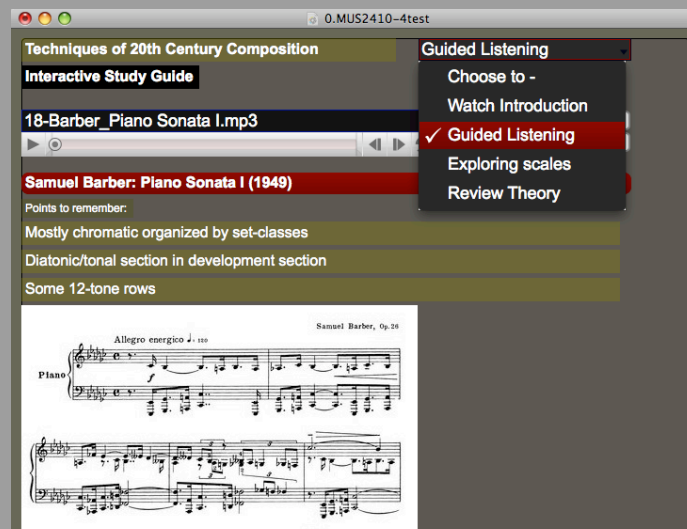 0.MUS2410-4test
Techniques of 20th Century Composition
Guided Listening
Interactive Study Guide
Choose to -
Watch Introduction
✓ Guided Listening
Exploring scales
Review Theory
18-Barber_Piano Sonata I.mp3
Samuel Barber: Piano Sonata I (1949)
Points to remember:
Mostly chromatic organized by set-classes
Diatonic/tonal section in development section
Some 12-tone rows
Samuel Barber, Op. 26
Allegro energico ♩= 120
Piano
f